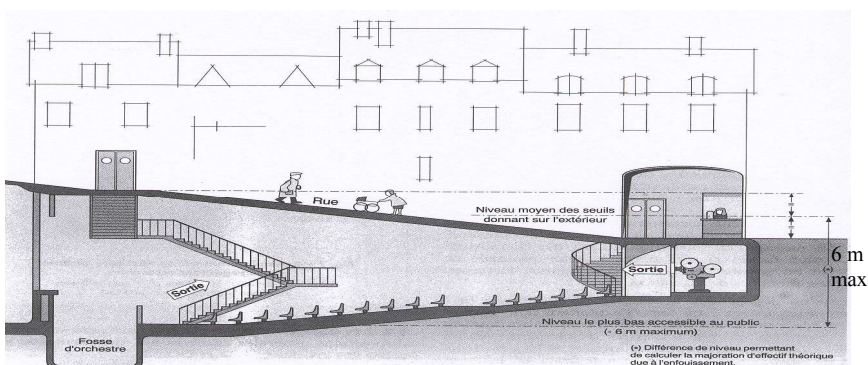 Rue
Niveau moyen des seuils
donnant sur l'extérieur
Sortie
Sortie
6 m
(*)
max
Fosse
d'orchestre
Niveau le plus bas accessible au public
(- 6 m maximum)
(*) Différence de niveau permettant
de calculer la majoration d'effectif théorique
due à l'enfouissement.